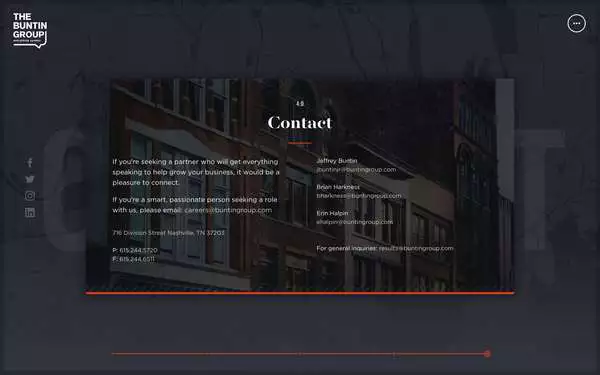 THE
BUNTIN
GROUP
4.0
Contact
If you're seeking a partner who will get everything
speaking to help grow your business, it would be a
pleasure to connect.
If you're a smart, passionate person seeking a role
with us, please email: careers@buntingroup.com
716 Division Street Nashville, TN 37203
P: 615.244.5720
F: 615.244.6511
Jeffrey Buntin
jbuntinjr@buntingroup.com
Brian Harkness
bharkness@buntingroup.com
Erin Halpin
ehalpin@buntingroup.com
For general inquiries: results@buntingroup.com